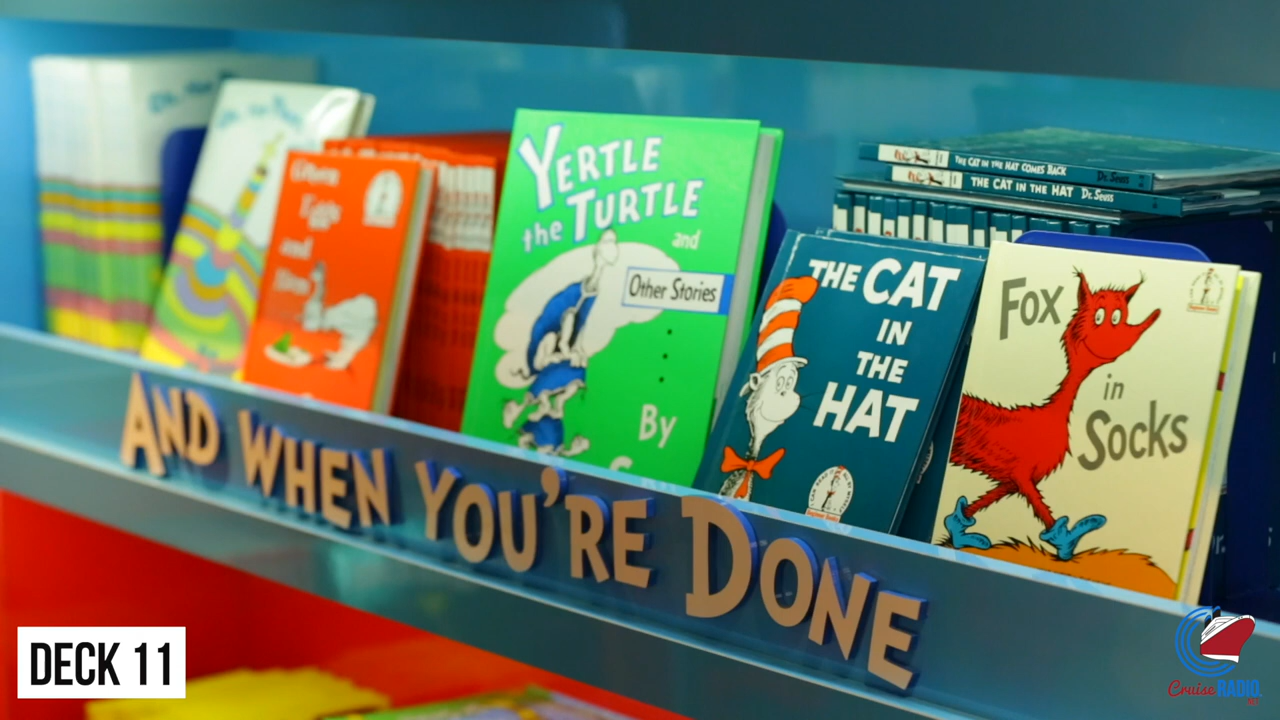 Green
Eggs
and
Ham
YERTLE
the TURTLE
and
Other Stories
By
THE CAT IN THE HAT COMES BACK Dr. Seuss
THE CAT IN THE HAT Dr. Seuss
THE CAT
IN
THE
HAT
FOX
in
Socks
AND WHEN YOU'RE DONE
DECK 11
CruiseRADIO